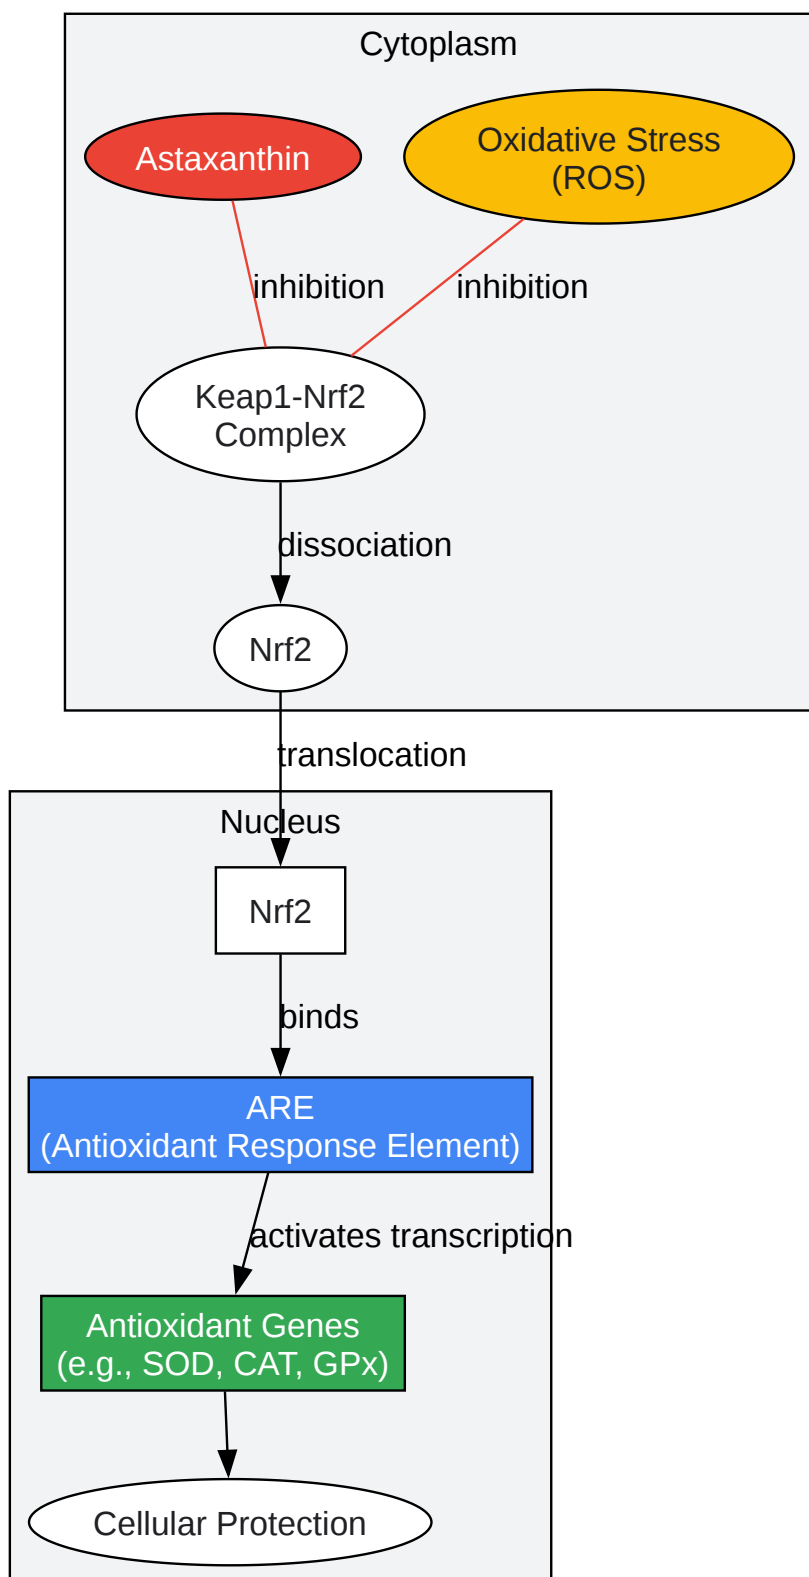 Cytoplasm
Astaxanthin
Oxidative Stress
(ROS)
inhibition
inhibition
Keap1-Nrf2
Complex
dissociation
Nrf2
translocation
Nucleus
Nrf2
binds
ARE
(Antioxidant Response Element)
activates transcription
Antioxidant Genes
(e.g., SOD, CAT, GPx)
Cellular Protection